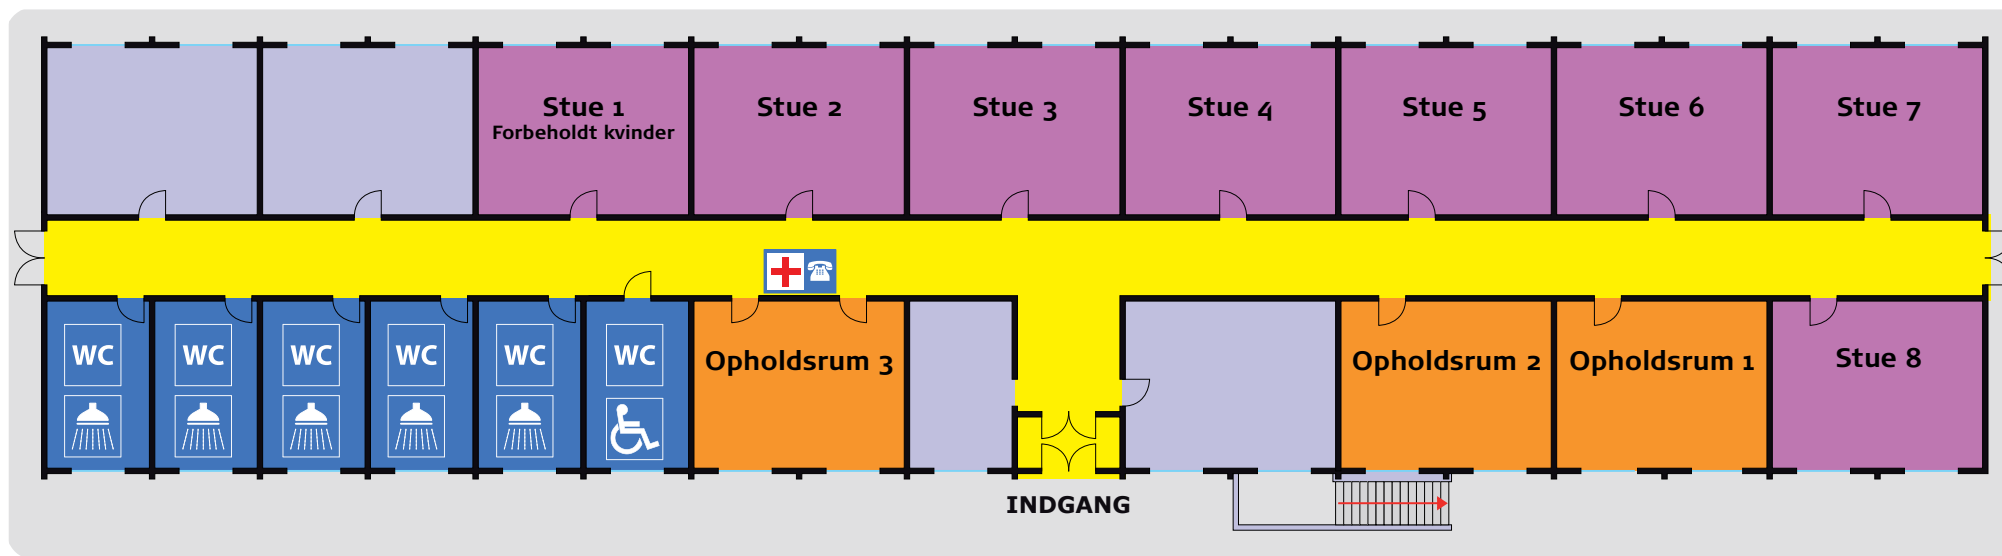 Stue 1
Forbeholdt kvinder
Stue 2
Stue 3
Stue 4
Stue 5
Stue 6
Stue 7
WC
WC
WC
WC
WC
WC
Opholdsrum 3
Opholdsrum 2
Opholdsrum 1
Stue 8
INDGANG